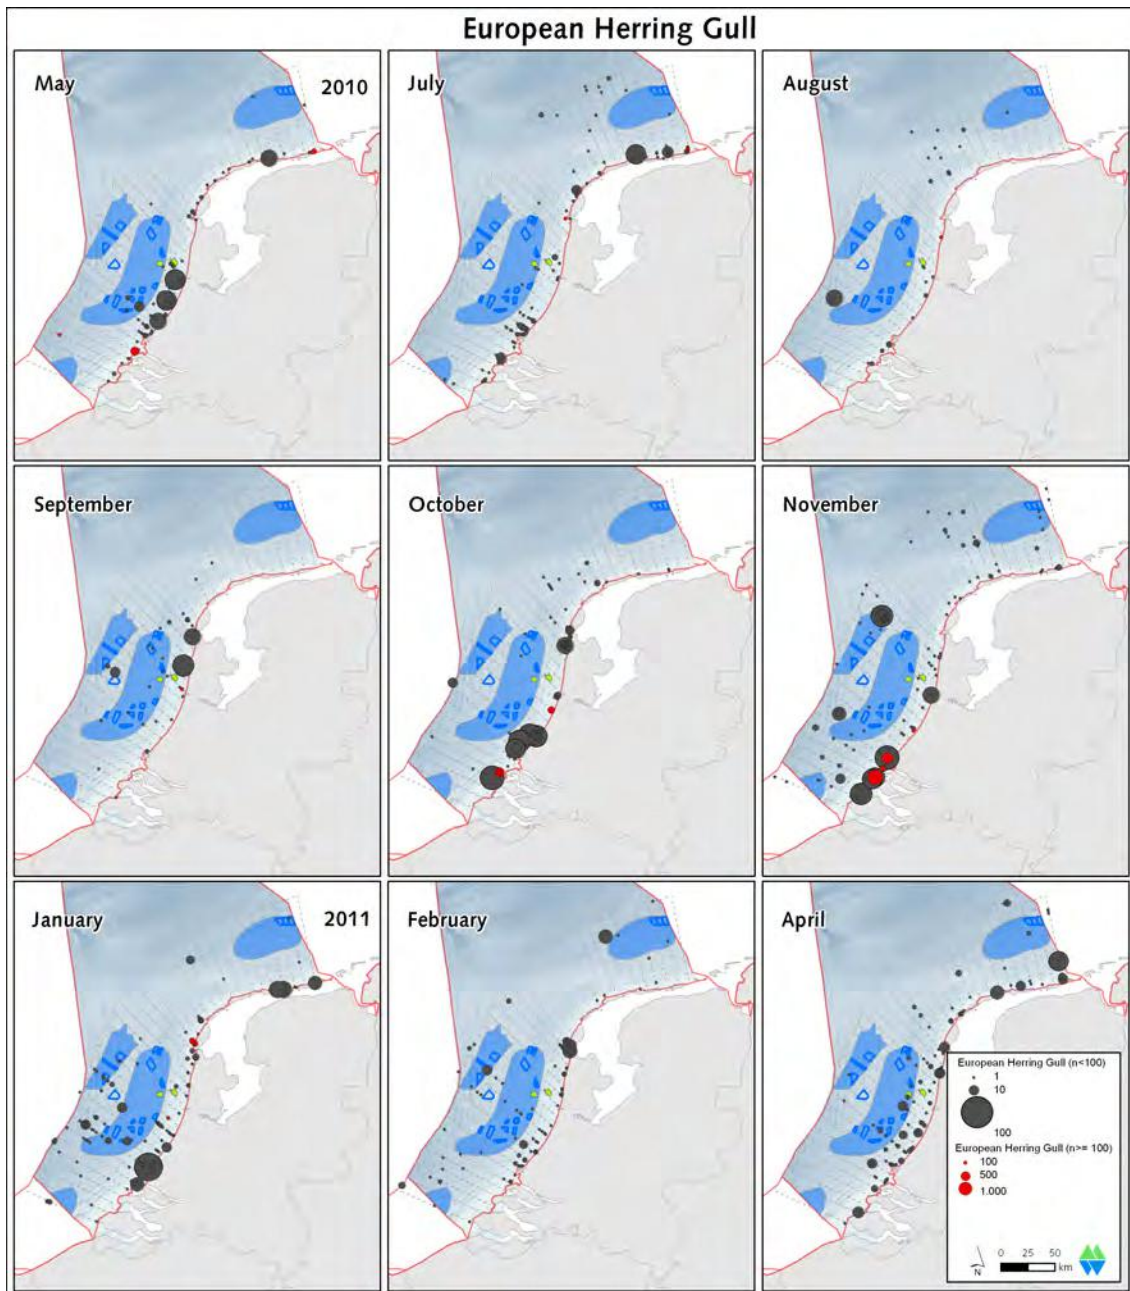 European Herring Gull
May 2010
July
August
September
October
November
January 2011
February
April
European Herring Gull (n<100)
1
10
100
European Herring Gull (n>= 100)
100
500
1.000
N
0 25 50
km